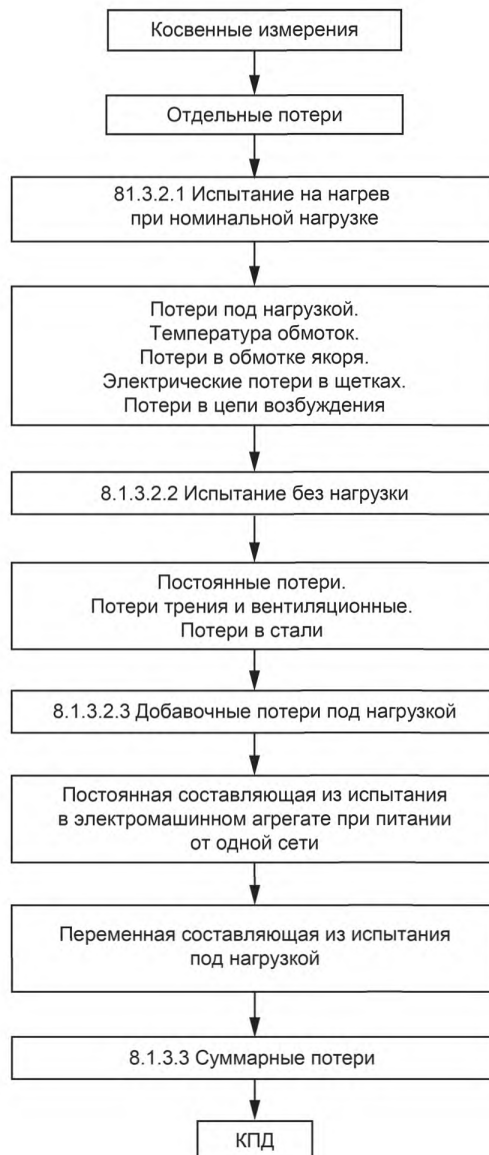 Косвенные измерения
Отдельные потери
81.3.2.1 Испытание на нагрев
при номинальной нагрузке
Потери под нагрузкой.
Температура обмоток.
Потери в обмотке якоря.
Электрические потери в щетках.
Потери в цепи возбуждения
8.1.3.2.2 Испытание без нагрузки
Постоянные потери.
Потери трения и вентиляционные.
Потери в стали
8.1.3.2.3 Добавочные потери под нагрузкой
Постоянная составляющая из испытания
в электромашинном агрегате при питании
от одной сети
Переменная составляющая из испытания
под нагрузкой
8.1.3.3 Суммарные потери
КПД